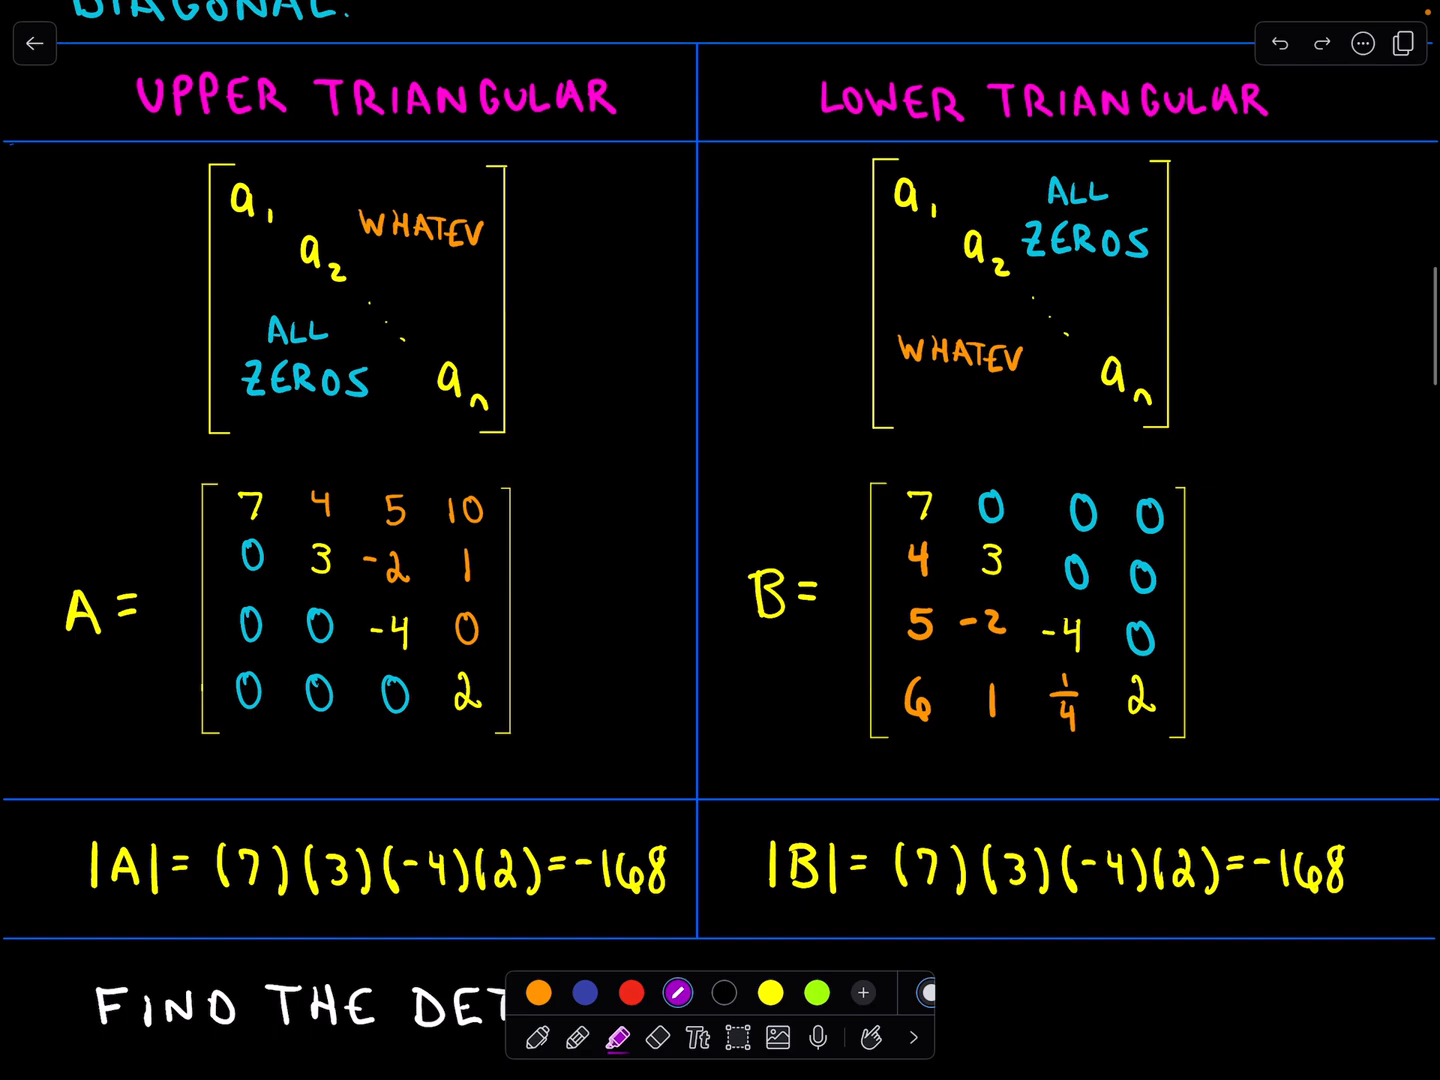 DIAGONAL.
UPPER TRIANGULAR
LOWER TRIANGULAR
a1
a2
WHATEV
ALL
ZEROS
an
a1
a2
ALL
ZEROS
WHATEV
an
A =
7 4 5 10
0 3 -2 1
0 0 -4 0
0 0 0 2
B =
7 0 0 0
4 3 0 0
5 -2 -4 0
6 1 1/4 2
|A| = (7)(3)(-4)(2) = -168
|B| = (7)(3)(-4)(2) = -168
FIND THE DET
Tt